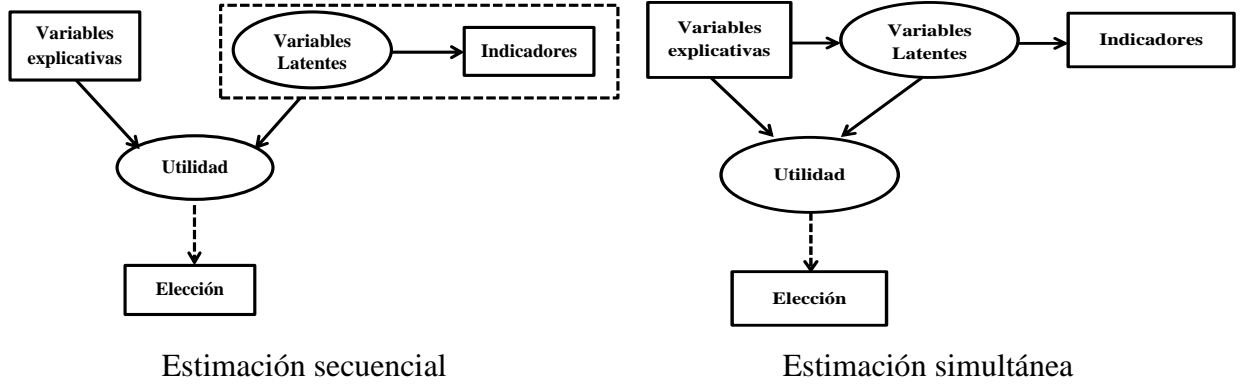 Variables
explicativas
Variables
Latentes
Indicadores
Utilidad
Elección
Estimación secuencial
Variables
explicativas
Variables
Latentes
Indicadores
Utilidad
Elección
Estimación simultánea